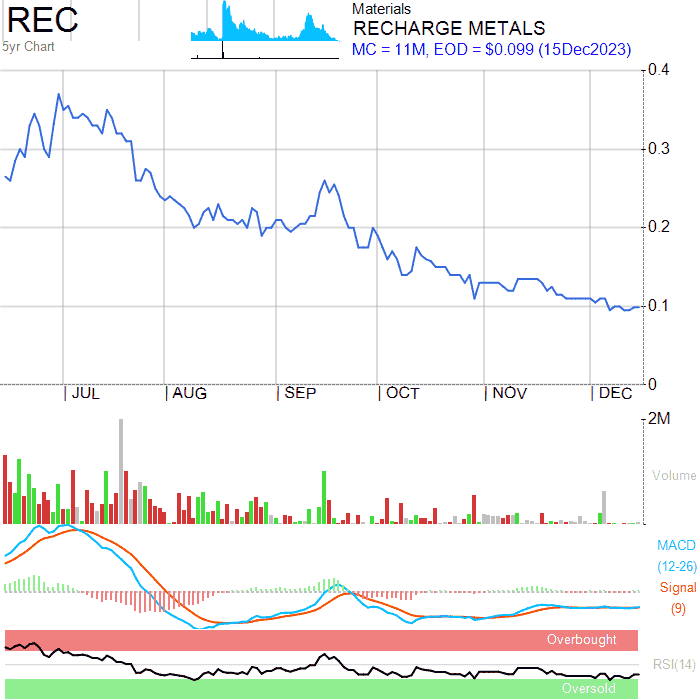 REC
5yr Chart
Materials
RECHARGE METALS
MC = 11M, EOD = $0.099 (15Dec2023)
0.4
0.3
0.2
0.1
0
JUL AUG SEP OCT NOV DEC
2M
Volume
MACD
(12-26)
Signal
(9)
Overbought
RSI(14)
Oversold